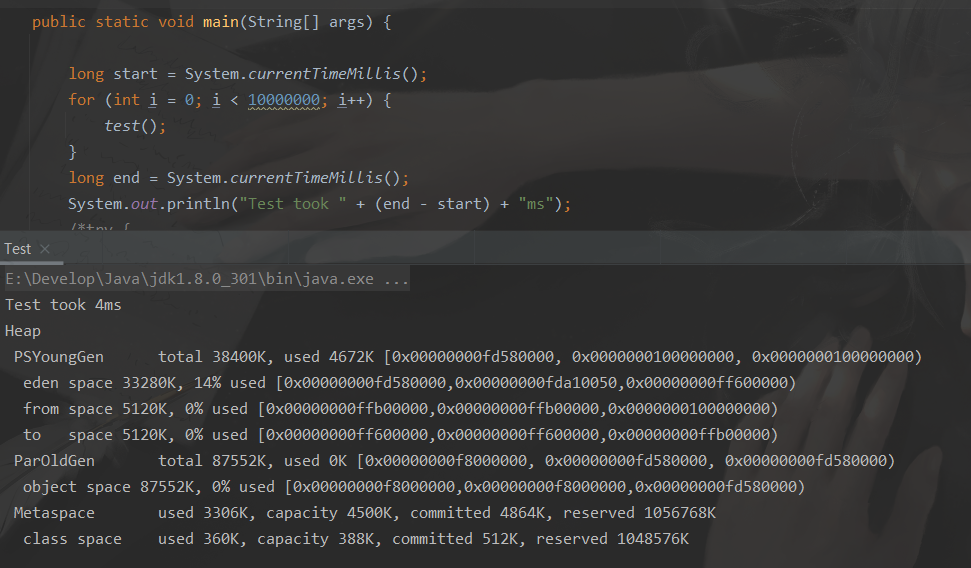 public static void main(String[] args) {
long start = System.currentTimeMillis();
for (int i = 0; i < 10000000; i++) {
test();
}
long end = System.currentTimeMillis();
System.out.println("Test took " + (end - start) + "ms");
/*try {
Test ×
E:\Develop\Java\jdk1.8.0_301\bin\java.exe ...
Test took 4ms
Heap
PSYoungGen total 38400K, used 4672K [0x00000000fd580000, 0x0000000100000000, 0x0000000100000000)
eden space 33280K, 14% used [0x00000000fd580000,0x00000000fda10050,0x00000000ff600000)
from space 5120K, 0% used [0x00000000ffb00000,0x00000000ffb00000,0x0000000100000000)
to space 5120K, 0% used [0x00000000ff600000,0x00000000ff600000,0x00000000ffb00000)
ParOldGen total 87552K, used 0K [0x00000000f8000000, 0x00000000fd580000, 0x00000000fd580000)
object space 87552K, 0% used [0x00000000f8000000,0x00000000f8000000,0x00000000fd580000)
Metaspace used 3306K, capacity 4500K, committed 4864K, reserved 1056768K
class space used 360K, capacity 388K, committed 512K, reserved 1048576K